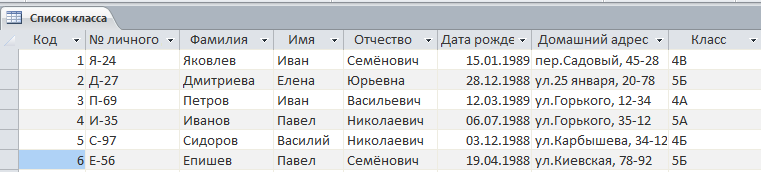 Список класса
Код № личного Фамилия Имя Отчество Дата рожде Домашний адрес Класс
1 Я-24 Яковлев Иван Семёнович 15.01.1989 пер.Садовый, 45-28 4В
2 Д-27 Дмитриева Елена Юрьевна 28.12.1988 ул.25 января, 20-78 5Б
3 П-69 Петров Иван Васильевич 12.03.1989 ул.Горького, 12-34 4А
4 И-35 Иванов Павел Николаевич 06.07.1988 ул.Горького, 35-12 5А
5 С-97 Сидоров Василий Николаевич 03.12.1988 ул.Карбышева, 34-12 4Б
6 Е-56 Епишев Павел Семёнович 19.04.1988 ул.Киевская, 78-92 5Б